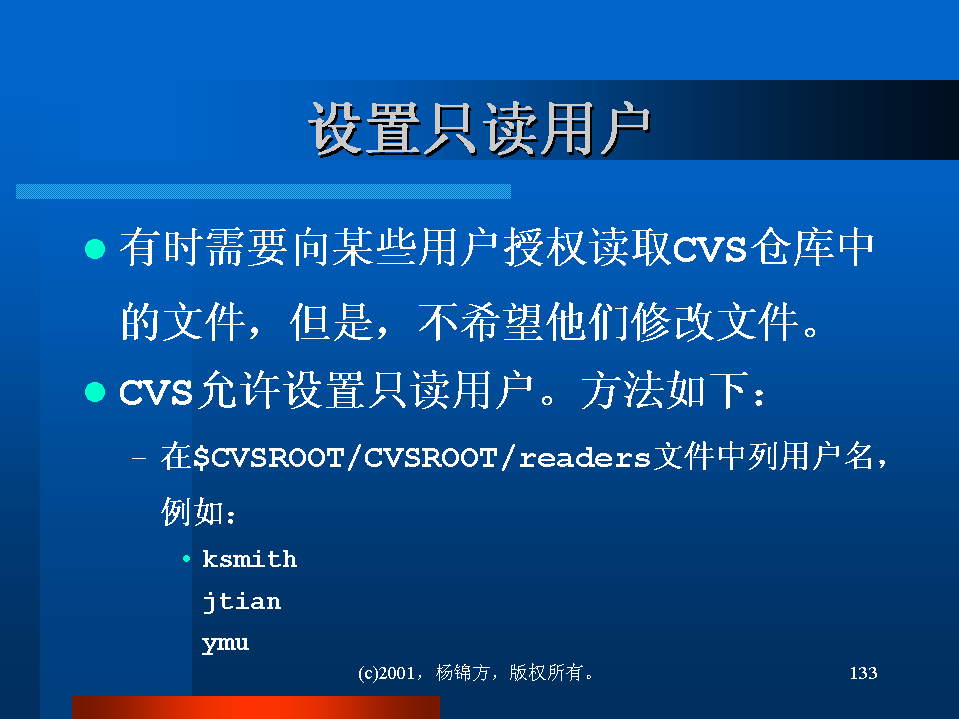 设置只读用户
有时需要向某些用户授权读取CVS仓库中
的文件，但是，不希望他们修改文件。
CVS允许设置只读用户。方法如下：
– 在$CVSROOT/CVSROOT/readers文件中列用户名，
例如：
• ksmith
jtian
ymu
(c)2001，杨锦方，版权所有。
133